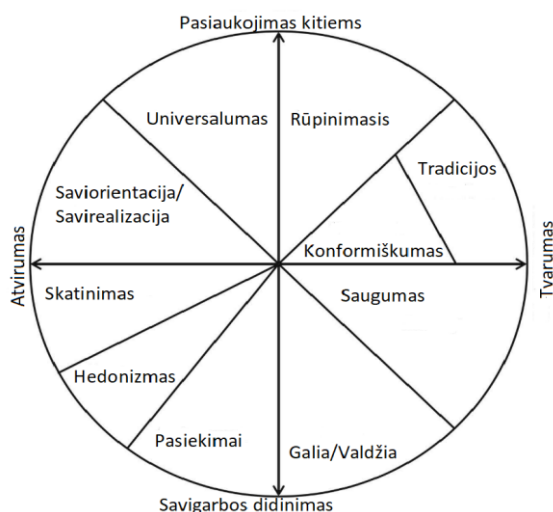 Pasiaukojimas kitiems
Universalumas
Rūpinimasis
Tradicijos
Saviorientacija/
Savirealizacija
Konformiškumas
Atvirumas
Tvarumas
Skatinimas
Saugumas
Hedonizmas
Pasiekimai
Galia/Valdžia
Savigarbos didinimas